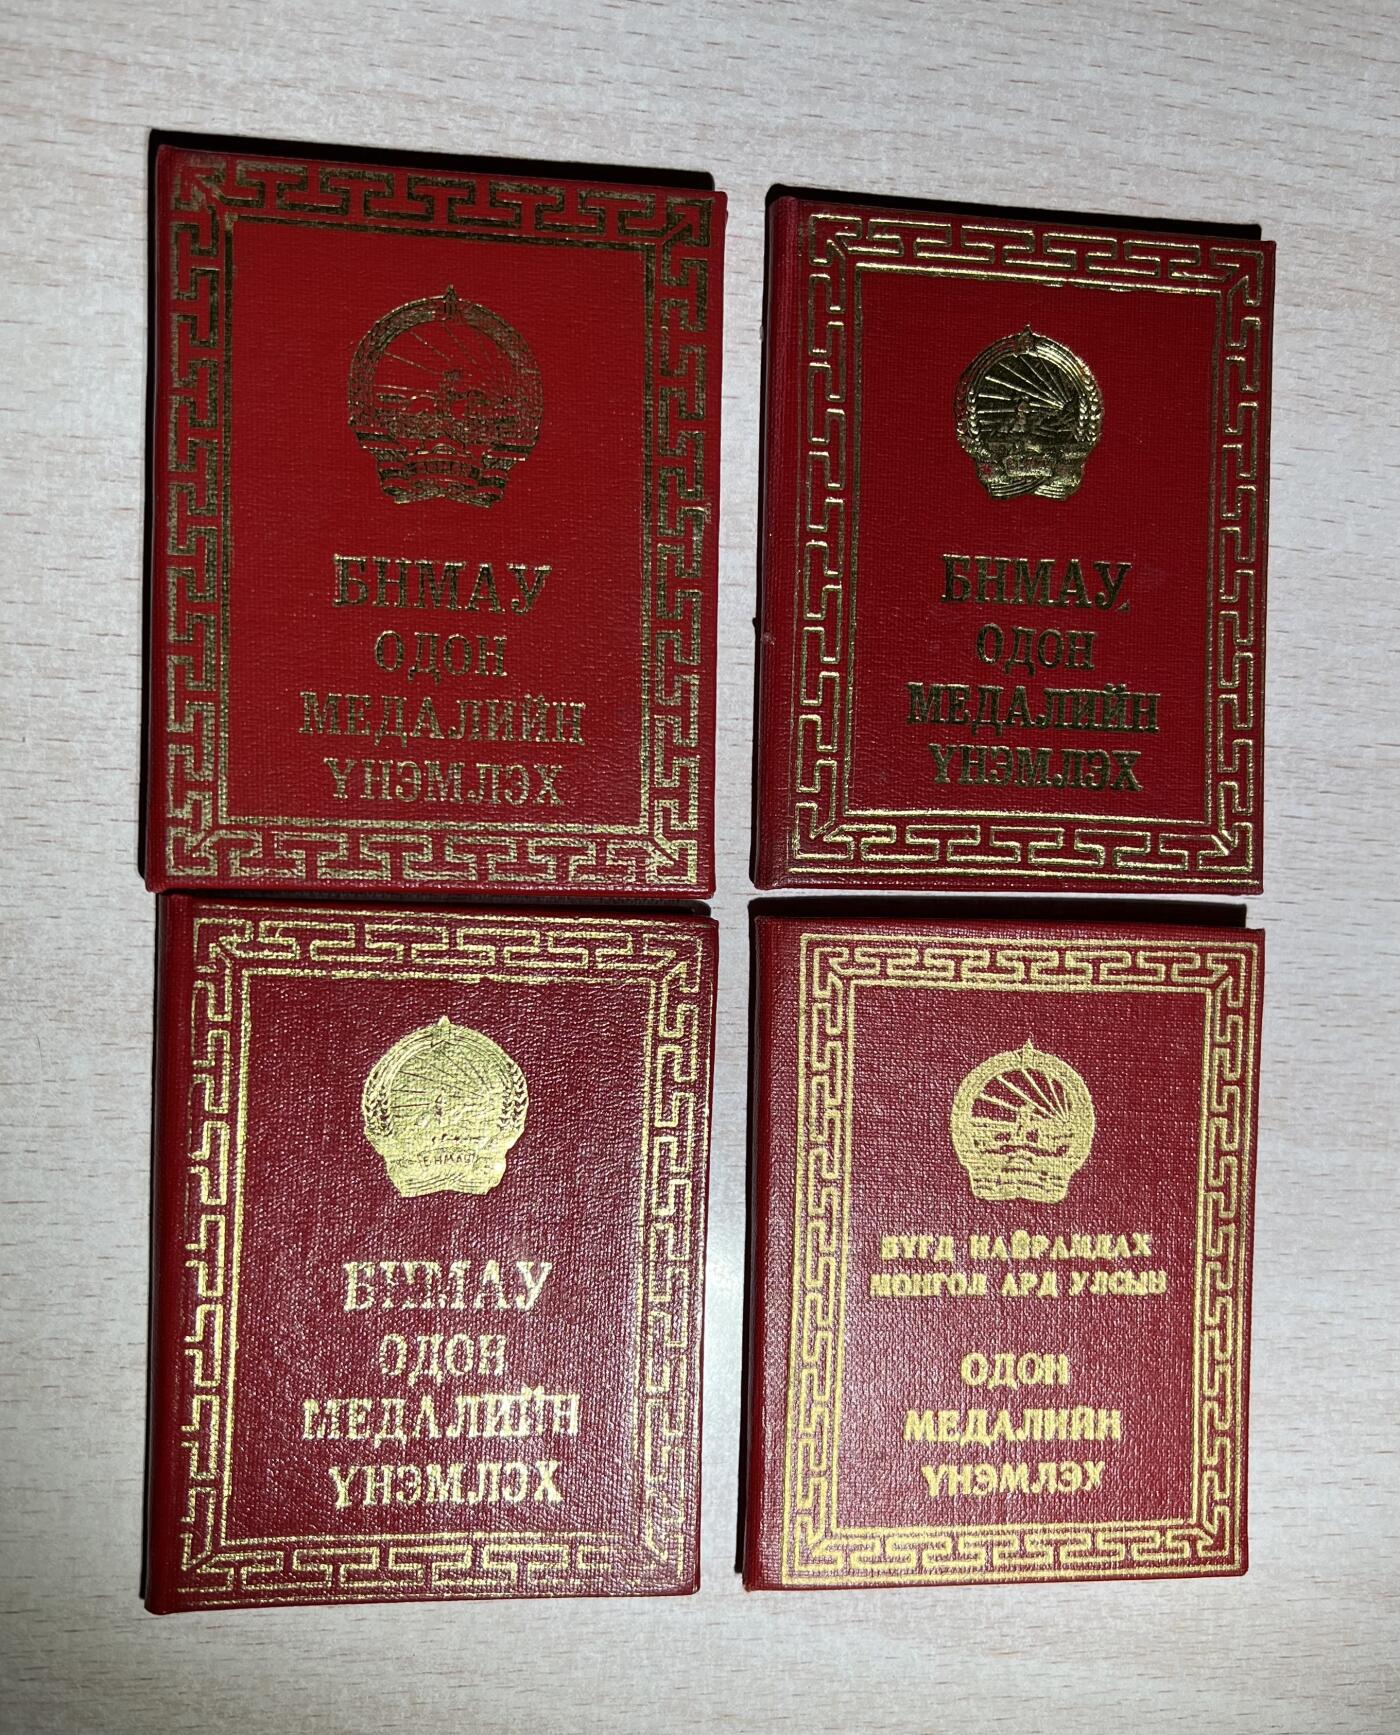 БНМАУ
ОДОН
МЕДАЛИЙН
ҮНЭМЛЭХ
БНМАУ
ОДОН
МЕДАЛИЙН
ҮНЭМЛЭХ
БНМАУ
БНМАУ
ОДОН
МЕДАЛИЙН
ҮНЭМЛЭХ
БҮГД НАЙРАМДАХ
МОНГОЛ АРД УЛСЫН
ОДОН
МЕДАЛИЙН
ҮНЭМЛЭХ